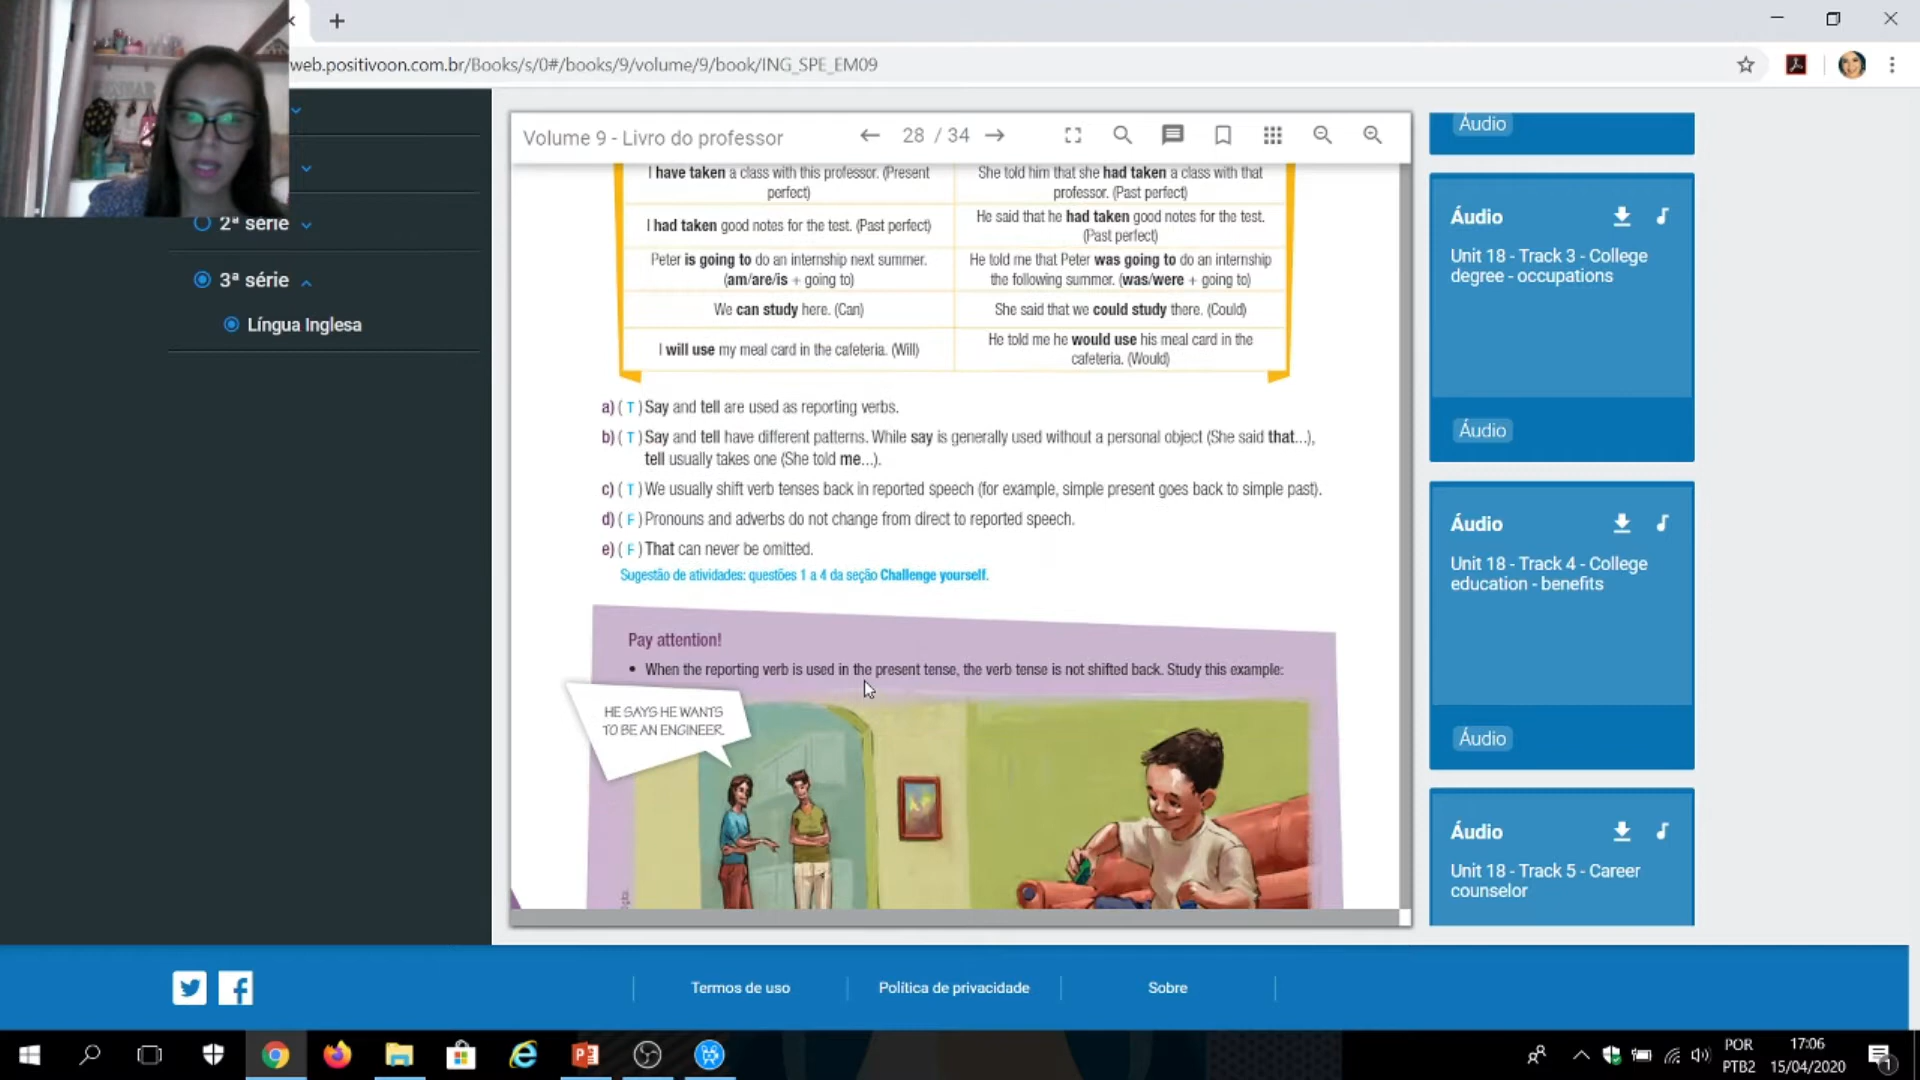 web.positivoon.com.br/Books/s/0#/books/9/volume/9/book/ING_SPE_EM09
2ª série
3ª série
Língua Inglesa
Volume 9 - Livro do professor
28 / 34
I have taken a class with this professor. (Present
perfect)
She told him that she had taken a class with that
professor. (Past perfect)
I had taken good notes for the test. (Past perfect)
He said that he had taken good notes for the test.
(Past perfect)
Peter is going to do an internship next summer.
(am/are/is + going to)
He told me that Peter was going to do an internship
the following summer. (was/were + going to)
We can study here. (Can)
She said that we could study there. (Could)
I will use my meal card in the cafeteria. (Will)
He told me he would use his meal card in the
cafeteria. (Would)
a) ( T ) Say and tell are used as reporting verbs.
b) ( T ) Say and tell have different patterns. While say is generally used without a personal object (She said that...),
tell usually takes one (She told me...).
c) ( T ) We usually shift verb tenses back in reported speech (for example, simple present goes back to simple past).
d) ( F ) Pronouns and adverbs do not change from direct to reported speech.
e) ( F ) That can never be omitted.
Sugestão de atividades: questões 1 a 4 da seção Challenge yourself.
Pay attention!
• When the reporting verb is used in the present tense, the verb tense is not shifted back. Study this example:
HE SAYS HE WANTS
TO BE AN ENGINEER.
Áudio
Áudio
Unit 18 - Track 3 - College
degree - occupations
Áudio
Áudio
Unit 18 - Track 4 - College
education - benefits
Áudio
Áudio
Unit 18 - Track 5 - Career
counselor
Termos de uso
Política de privacidade
Sobre
POR
PTB2
17:06
15/04/2020
1